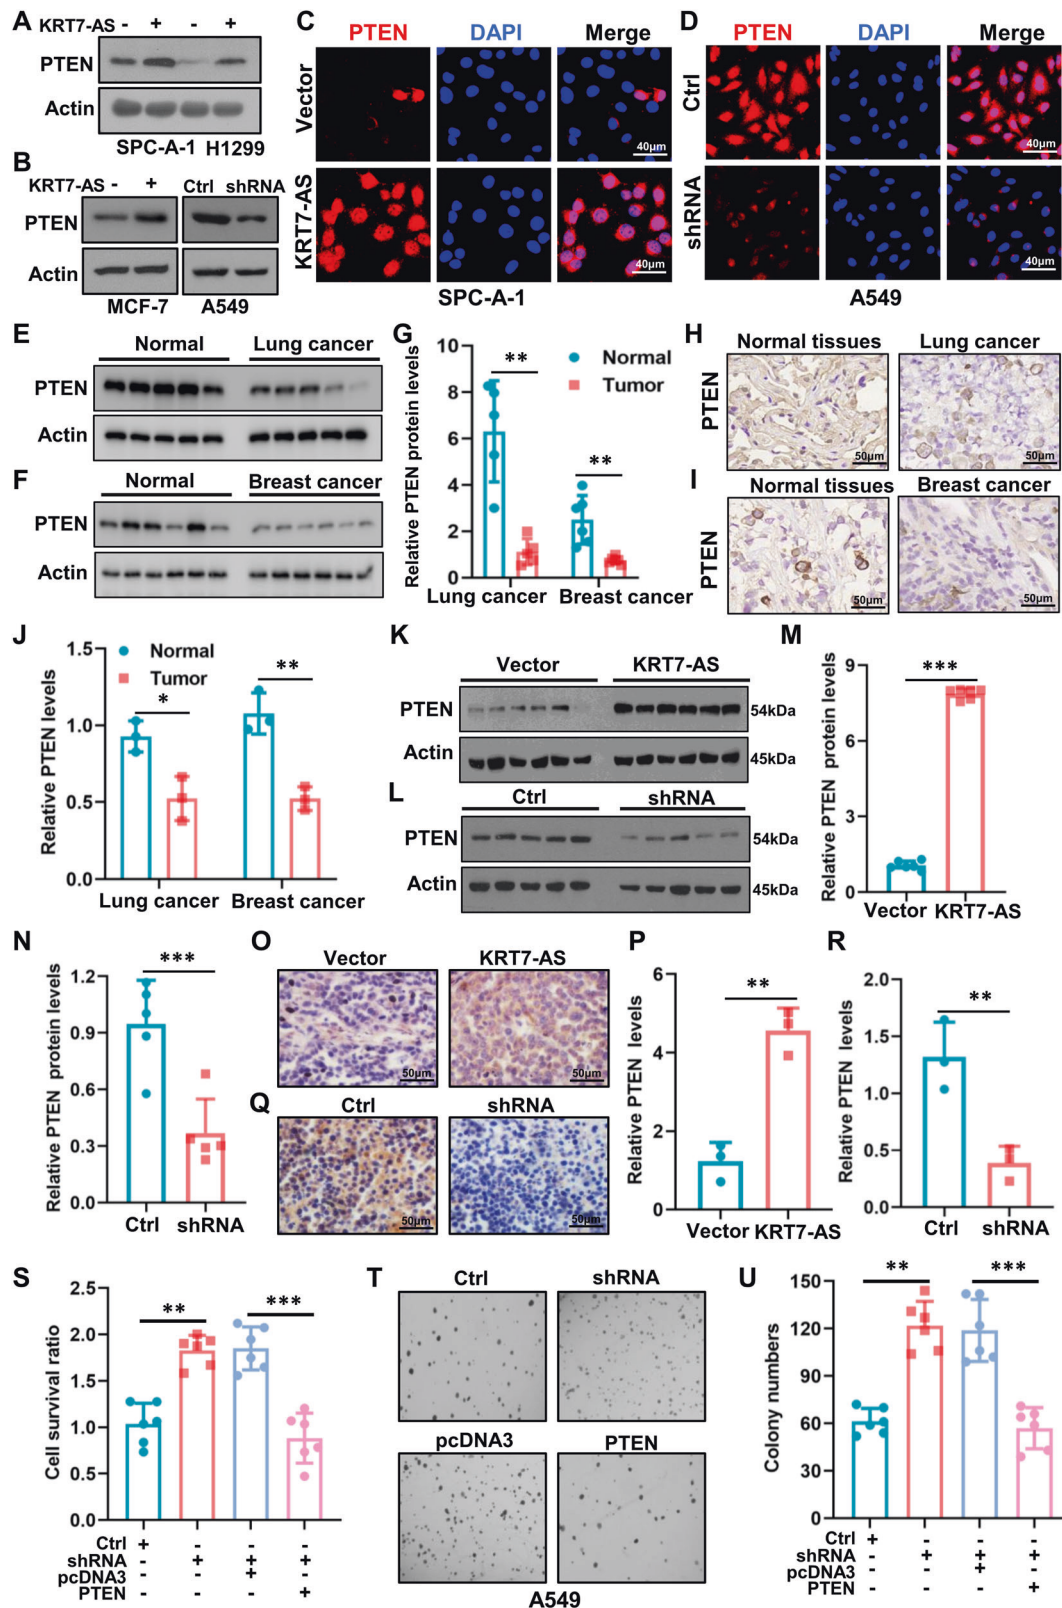 A
KRT7-AS - + - +
PTEN
Actin
SPC-A-1 H1299
B
KRT7-AS - + Ctrl shRNA
PTEN
Actin
MCF-7 A549
C
PTEN DAPI Merge
Vector
40μm
KRT7-AS
40μm
SPC-A-1
D
PTEN DAPI Merge
Ctrl
40μm
shRNA
40μm
A549
E
Normal Lung cancer
PTEN
Actin
F
Normal Breast cancer
PTEN
Actin
G
Relative PTEN protein levels
10
8
6
4
2
0
** Normal
Tumor
**
Lung cancer Breast cancer
H
Normal tissues Lung cancer
PTEN
50μm 50μm
I
Normal tissues Breast cancer
PTEN
50μm 50μm
J
Relative PTEN levels
1.5
1.0
0.5
0.0
Normal
Tumor
* **
Lung cancer Breast cancer
K
Vector KRT7-AS
PTEN 54kDa
Actin 45kDa
L
Ctrl shRNA
PTEN 54kDa
Actin 45kDa
M
Relative PTEN protein levels
9
6
3
0
***
Vector KRT7-AS
N
Relative PTEN protein levels
1.2
0.9
0.6
0.3
0.0
***
Ctrl shRNA
O
Vector KRT7-AS
50μm 50μm
Q
Ctrl shRNA
50μm 50μm
P
Relative PTEN levels
6
4
2
0
**
Vector KRT7-AS
R
Relative PTEN levels
2.0
1.5
1.0
0.5
0.0
**
Ctrl shRNA
S
Cell survival ratio
2.5
2.0
1.5
1.0
0.5
0.0
** ***
Ctrl + - - -
shRNA - + + +
pcDNA3 - - + -
PTEN - - - +
T
Ctrl shRNA
pcDNA3 PTEN
A549
U
Colony numbers
150
120
90
60
30
0
** ***
Ctrl + - - -
shRNA - + + +
pcDNA3 - - + -
PTEN - - - +